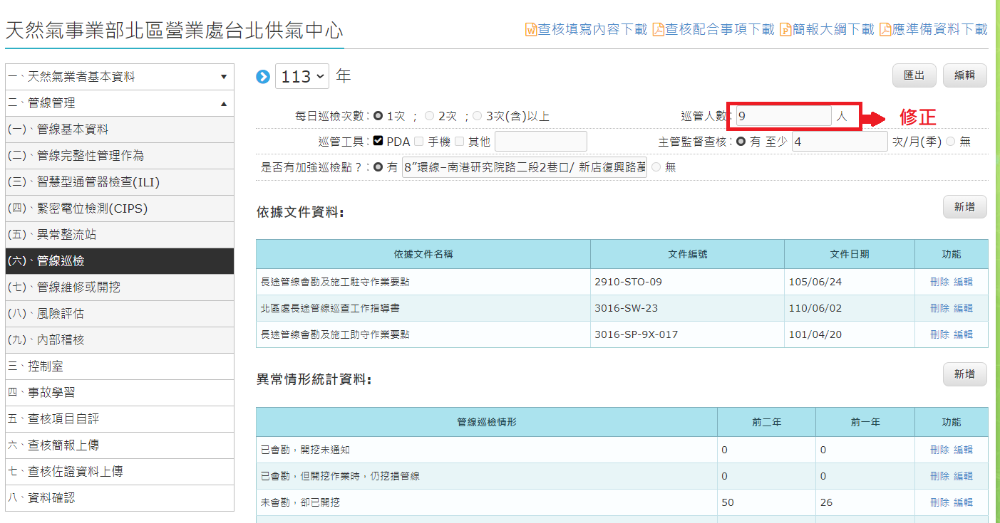 天然氣事業部北區營業處台北供氣中心
查核填寫內容下載 查核配合事項下載 簡報大綱下載 應準備資料下載
一、天然氣業者基本資料
二、管線管理
(一)、管線基本資料
(二)、管線完整性管理作為
(三)、智慧型通管器檢查(ILI)
(四)、緊密電位檢測(CIPS)
(五)、異常整流站
(六)、管線巡檢
(七)、管線維修或開挖
(八)、風險評估
(九)、內部稽核
三、控制室
四、事故學習
五、查核項目自評
六、查核簡報上傳
七、查核佐證資料上傳
八、資料確認
113 年 匯出 編輯
每日巡檢次數: 1次 ; 2次 ; 3次(含)以上 巡管人數: 9 人 修正
巡管工具: PDA 手機 其他 主管監督查核: 有 至少 4 次/月(季) 無
是否有加強巡檢點？: 有 8”環線–南港研究院路二段2巷口/ 新店復興路萬 無
依據文件資料: 新增
依據文件名稱 文件編號 文件日期 功能
長途管線會勘及施工駐守作業要點 2910-STO-09 105/06/24 刪除 編輯
北區處長途管線巡查工作指導書 3016-SW-23 110/06/02 刪除 編輯
長途管線會勘及施工助守作業要點 3016-SP-9X-017 101/04/20 刪除 編輯
異常情形統計資料: 新增
管線巡檢情形 前二年 前一年 功能
已會勘，開挖未通知 0 0 刪除 編輯
已會勘，但開挖作業時，仍挖損管線 0 0 刪除 編輯
未會勘，卻已開挖 50 26 刪除 編輯